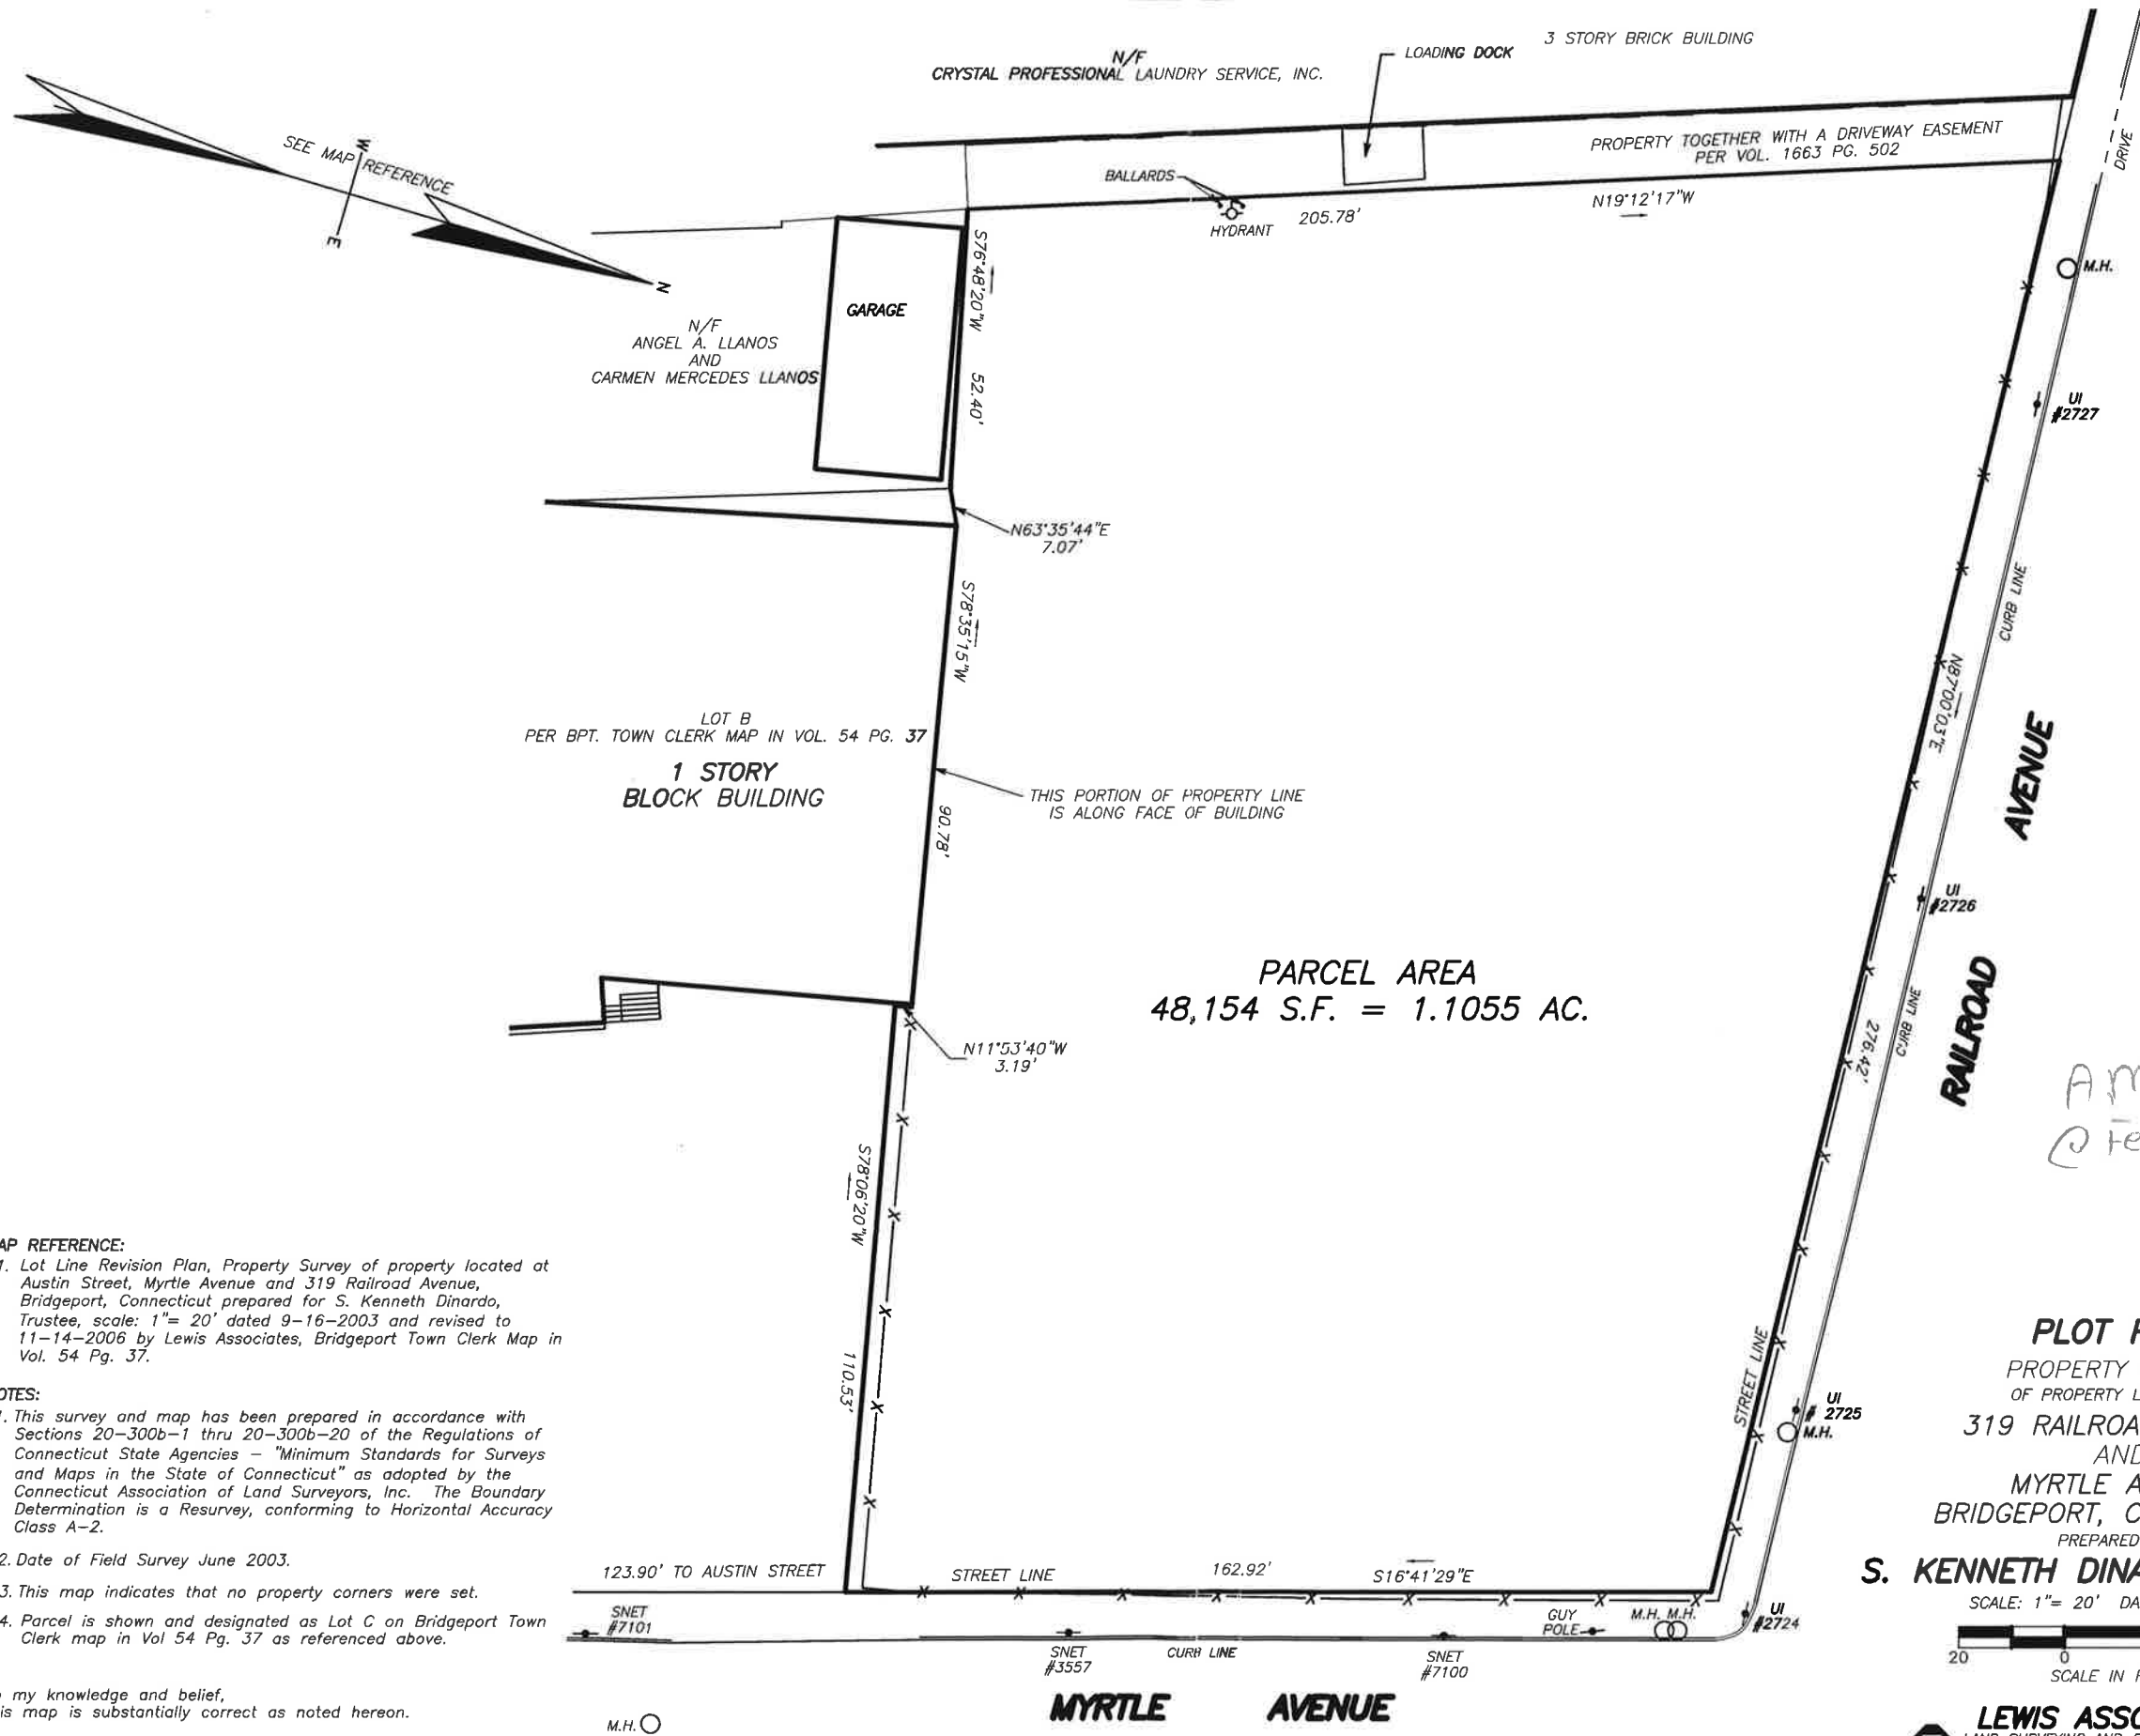 N/F
CRYSTAL PROFESSIONAL LAUNDRY SERVICE, INC.
LOADING DOCK
3 STORY BRICK BUILDING
PROPERTY TOGETHER WITH A DRIVEWAY EASEMENT
PER VOL. 1663 PG. 502
DRIVE
SEE MAP REFERENCE
W
E
N
BALLARDS
HYDRANT
205.78'
N19°12'17"W
M.H.
S76°48'20"W
52.40'
GARAGE
N/F
ANGEL A. LLANOS
AND
CARMEN MERCEDES LLANOS
UI
#2727
N63°35'44"E
7.07'
S78°35'15"W
CURB LINE
N87°00'03"E
LOT B
PER BPT. TOWN CLERK MAP IN VOL. 54 PG. 37
1 STORY
BLOCK BUILDING
THIS PORTION OF PROPERTY LINE
IS ALONG FACE OF BUILDING
90.78'
RAILROAD AVENUE
UI
#2726
PARCEL AREA
48,154 S.F. = 1.1055 AC.
N11°53'40"W
3.19'
276.42'
CURB LINE
Am
@ Fe
S78°06'20"W
110.53'
AP REFERENCE:
1. Lot Line Revision Plan, Property Survey of property located at
Austin Street, Myrtle Avenue and 319 Railroad Avenue,
Bridgeport, Connecticut prepared for S. Kenneth Dinardo,
Trustee, scale: 1"= 20' dated 9-16-2003 and revised to
11-14-2006 by Lewis Associates, Bridgeport Town Clerk Map in
Vol. 54 Pg. 37.
OTES:
1. This survey and map has been prepared in accordance with
Sections 20-300b-1 thru 20-300b-20 of the Regulations of
Connecticut State Agencies - "Minimum Standards for Surveys
and Maps in the State of Connecticut" as adopted by the
Connecticut Association of Land Surveyors, Inc. The Boundary
Determination is a Resurvey, conforming to Horizontal Accuracy
Class A-2.
2. Date of Field Survey June 2003.
3. This map indicates that no property corners were set.
4. Parcel is shown and designated as Lot C on Bridgeport Town
Clerk map in Vol 54 Pg. 37 as referenced above.
my knowledge and belief,
is map is substantially correct as noted hereon.
STREET LINE
UI
# 2725
M.H.
123.90' TO AUSTIN STREET
STREET LINE
162.92'
S16°41'29"E
SNET
#7101
SNET
#3557
CURB LINE
SNET
#7100
GUY
POLE
M.H. M.H.
UI
#2724
MYRTLE AVENUE
M.H.
PLOT
PROPERTY
OF PROPERTY L
319 RAILROA
AND
MYRTLE A
BRIDGEPORT, C
PREPARED
S. KENNETH DINA
SCALE: 1"= 20' DA
20 0
SCALE IN
LEWIS ASSO